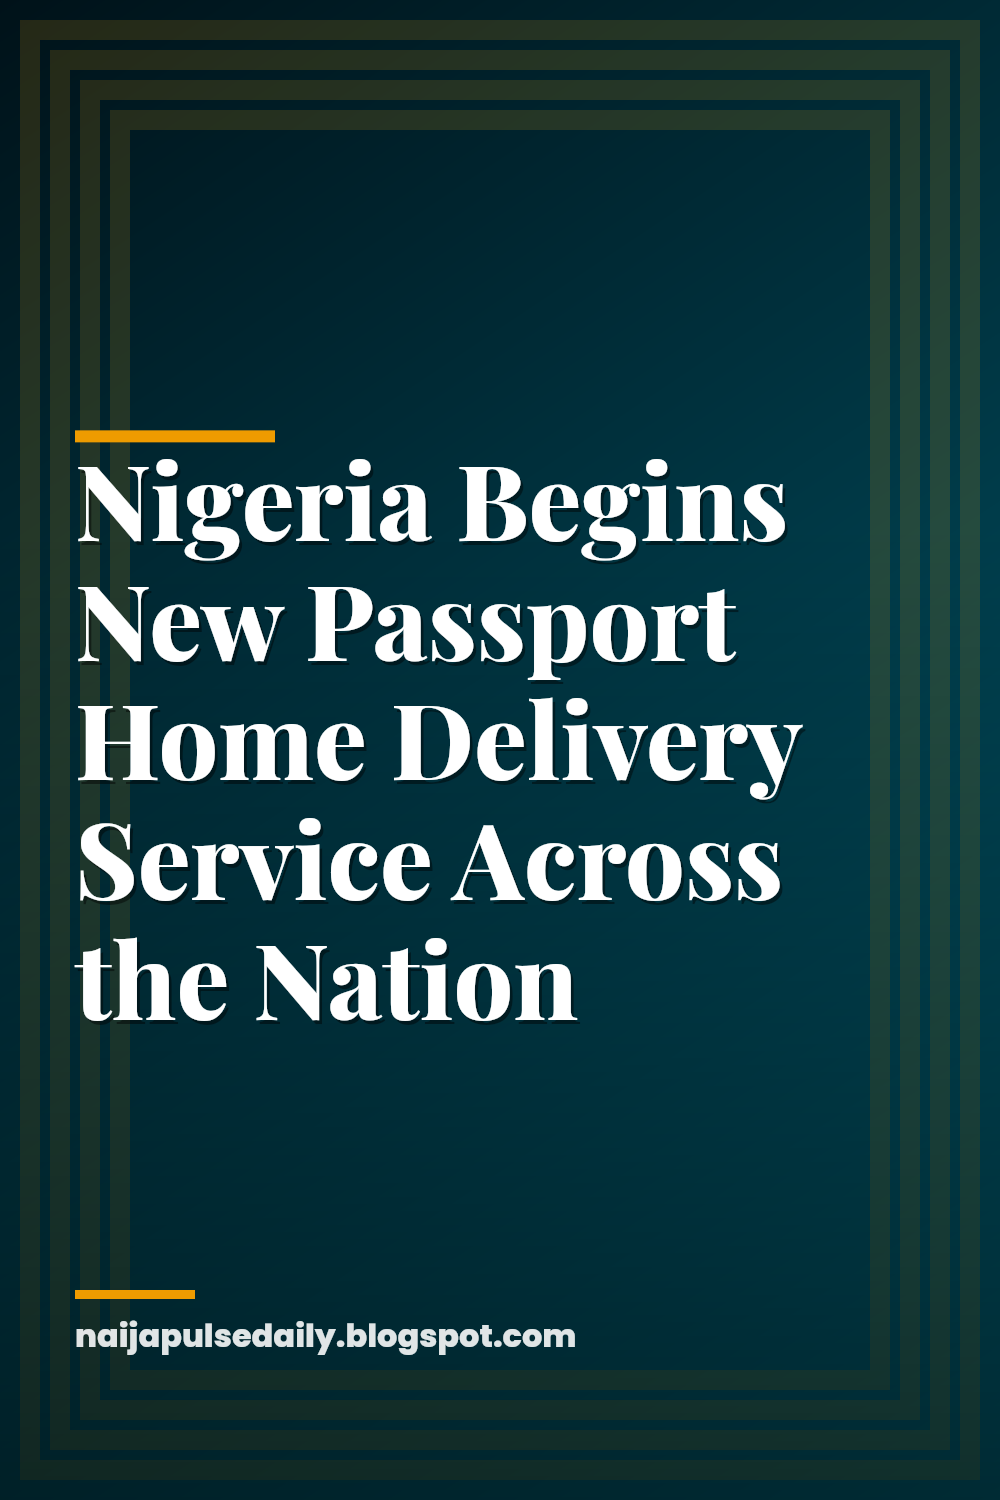 Nigeria Begins
New Passport
Home Delivery
Service Across
the Nation
naijapulsedaily.blogspot.com